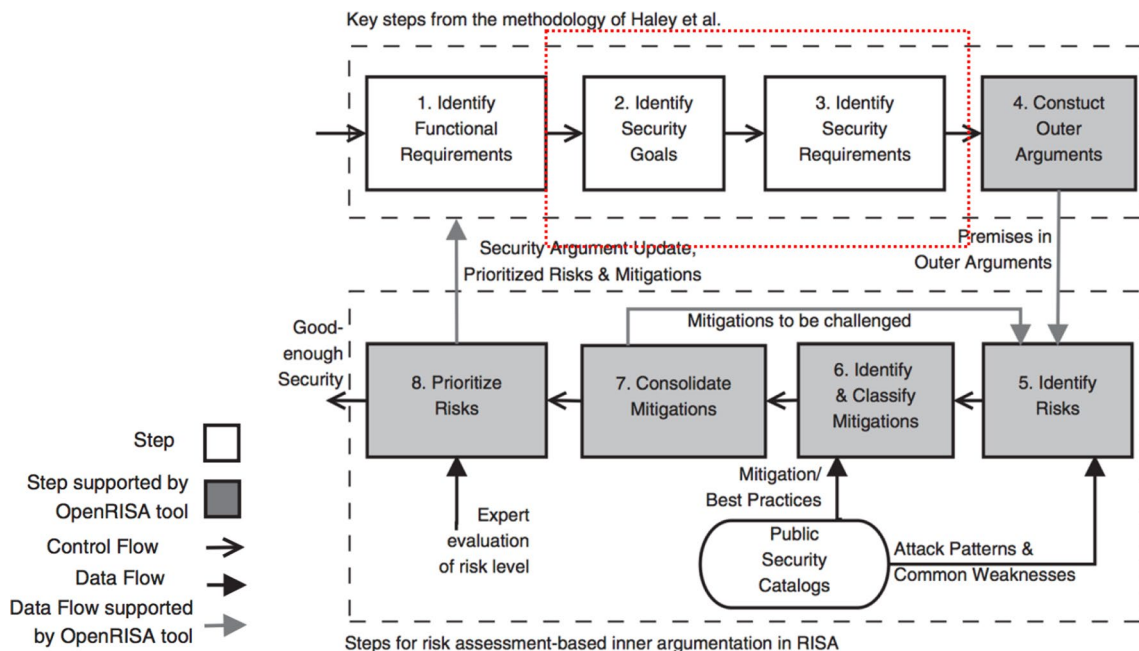 Key steps from the methodology of Haley et al.
1. Identify
Functional
Requirements
2. Identify
Security
Goals
3. Identify
Security
Requirements
4. Constuct
Outer
Arguments
Security Argument Update,
Prioritized Risks & Mitigations
Premises in
Outer Arguments
Good-
enough
Security
Mitigations to be challenged
8. Prioritize
Risks
7. Consolidate
Mitigations
6. Identify
& Classify
Mitigations
5. Identify
Risks
Step
Step supported by
OpenRISA tool
Control Flow
Data Flow
Data Flow supported
by OpenRISA tool
Expert
evaluation
of risk level
Mitigation/
Best Practices
Public
Security
Catalogs
Attack Patterns &
Common Weaknesses
Steps for risk assessment-based inner argumentation in RISA